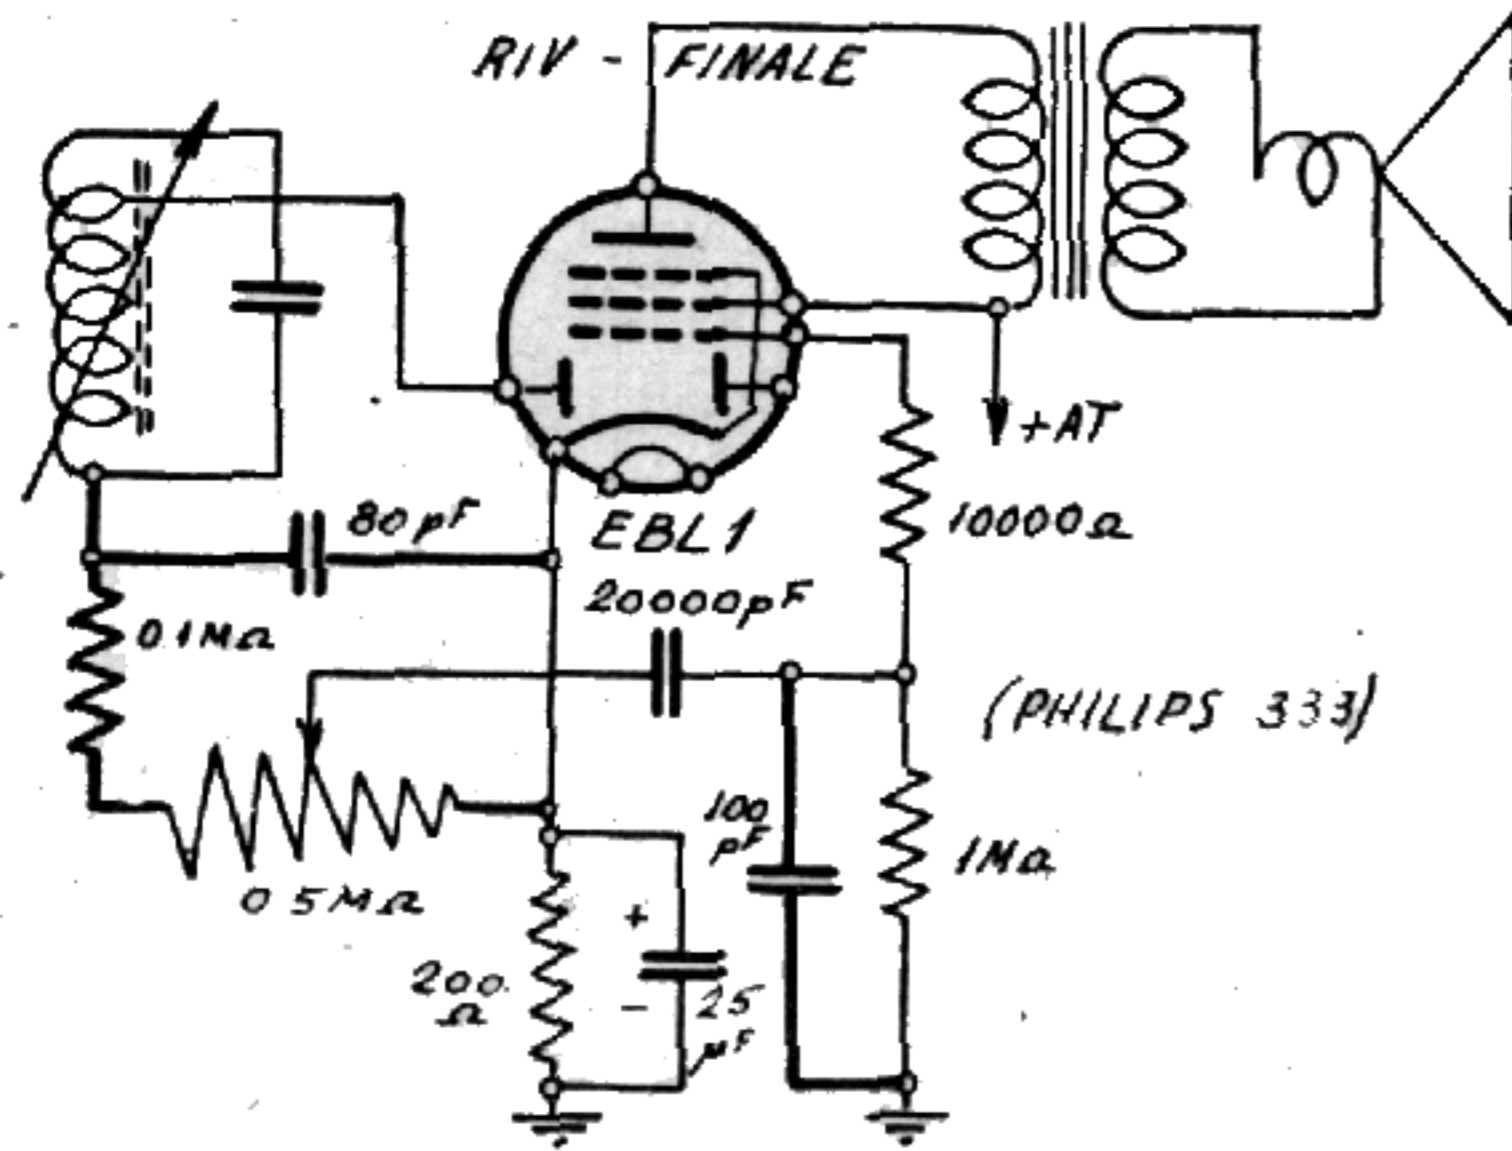 RIV - FINALE
+AT
80pF
EBL1
10000Ω
20000pF
0.1MΩ
(PHILIPS 333)
100
pF
1MΩ
0.5MΩ
+
200
Ω
-
25
µF